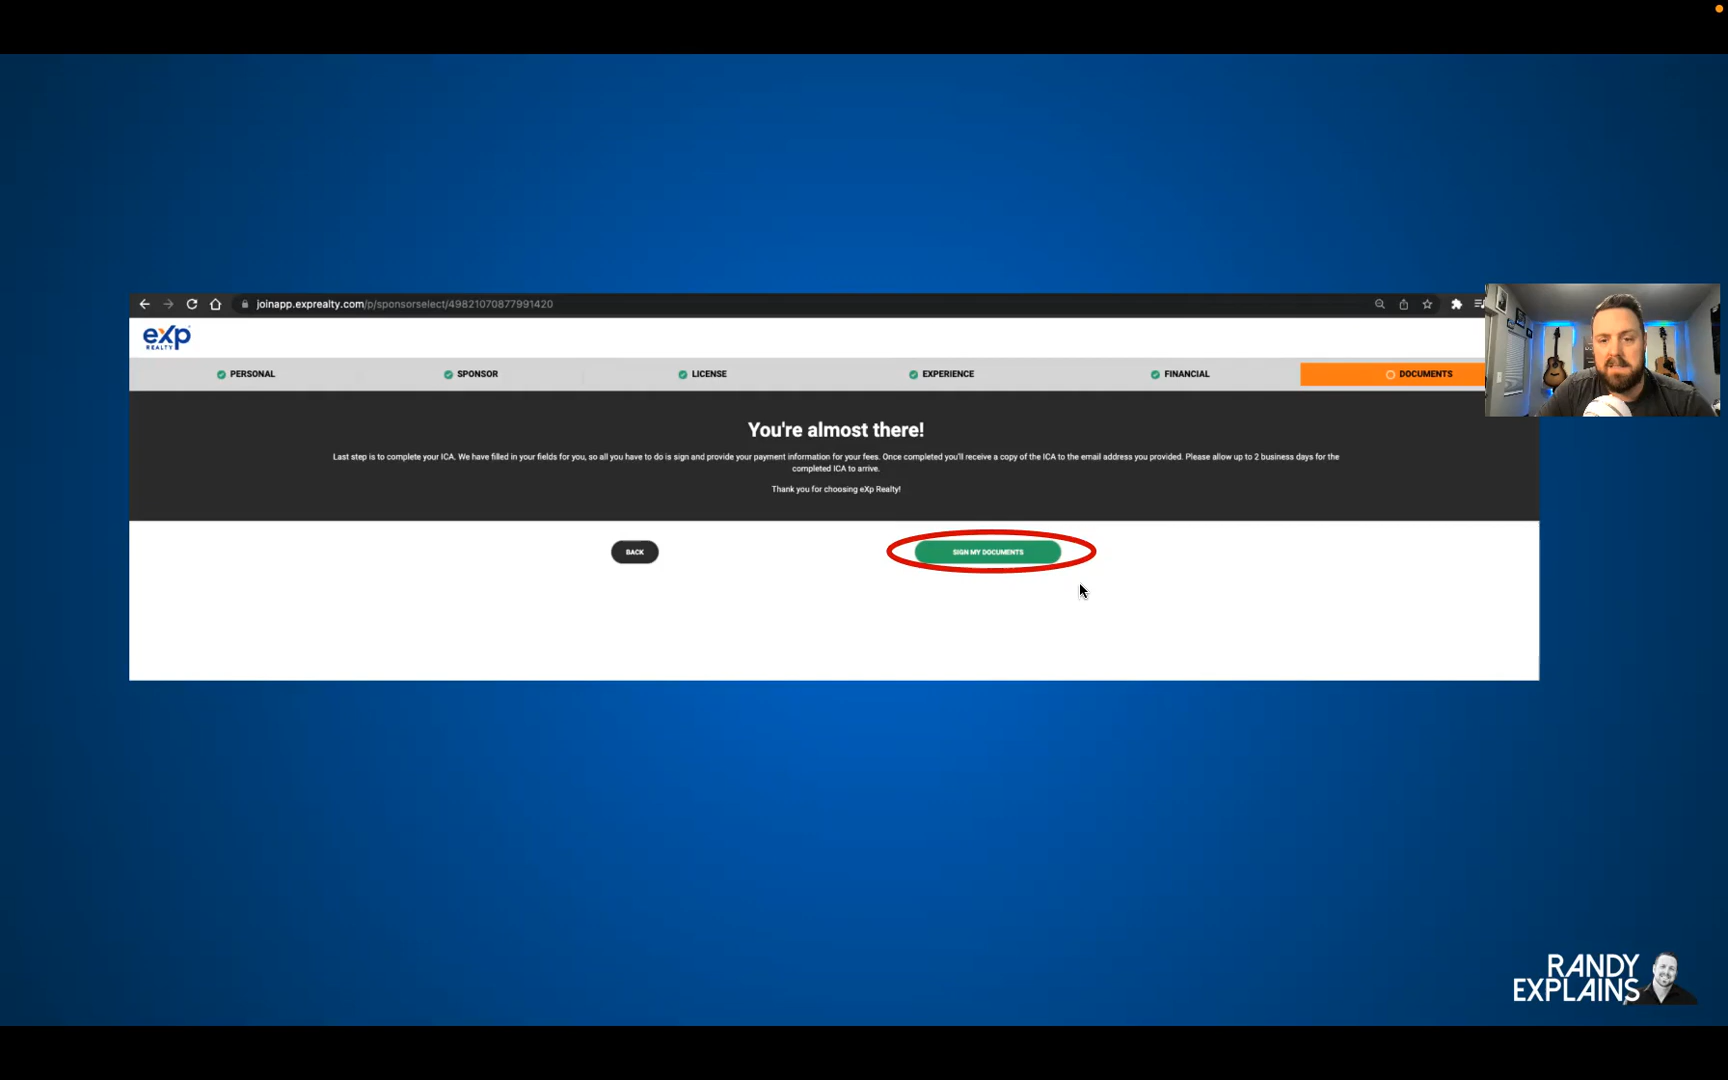 joinapp.exprealty.com/p/sponsorselect/49821070877991420
eXp
REALTY
PERSONAL
SPONSOR
LICENSE
EXPERIENCE
FINANCIAL
DOCUMENTS
You're almost there!
Last step is to complete your ICA. We have filled in your fields for you, so all you have to do is sign and provide your payment information for your fees. Once completed you'll receive a copy of the ICA to the email address you provided. Please allow up to 2 business days for the
completed ICA to arrive.
Thank you for choosing eXp Realty!
BACK
SIGN MY DOCUMENTS
RANDY
EXPLAINS